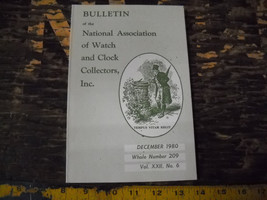 BULLETIN
of the
National Association
of Watch
and Clock
Collectors,
Inc.
DECEMBER 1980
Whole Number 209
Vol. XXII, No. 6